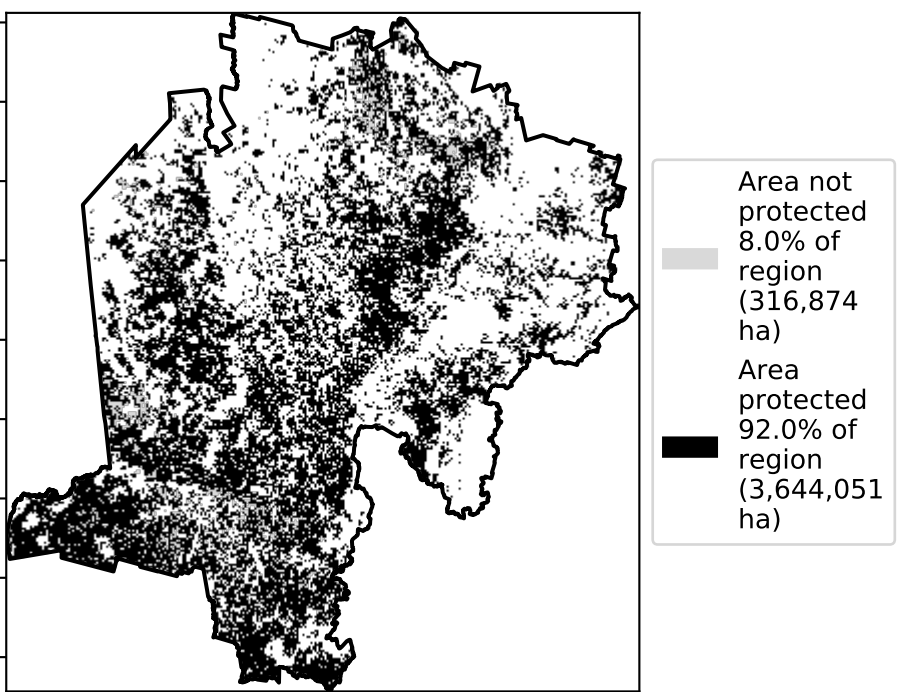 Area not
protected
8.0% of
region
(316,874
ha)
Area
protected
92.0% of
region
(3,644,051
ha)